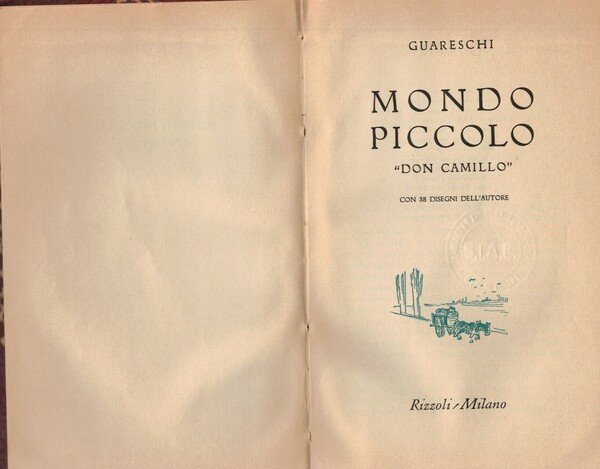 GUARESCHI
MONDO
PICCOLO
“DON CAMILLO”
CON 38 DISEGNI DELL'AUTORE
S.I.A.E.
Rizzoli / Milano